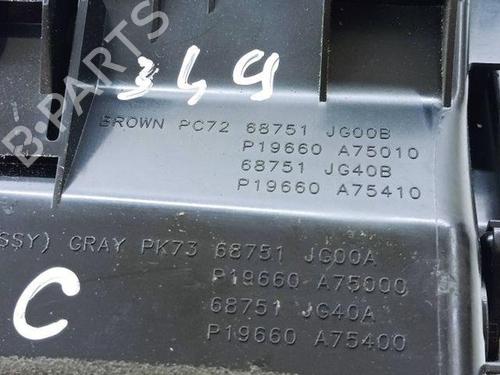 B-PARTS
349
BROWN PC72 68751 JG00B
P19660 A75010
68751 JG40B
P19660 A75410
SSY) GRAY PK73 68751 JG00A
P19660 A75000
68751 JG40A
P19660 A75400
C